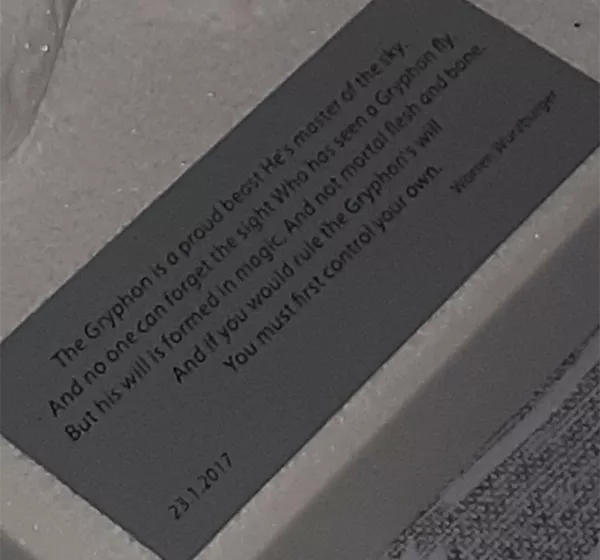 The Gryphon is a proud beast He's master of the sky.
And no one can forget the sight Who has seen a Gryphon fly.
But his will is formed in magic. And not mortal flesh and bone.
And if you would rule the Gryphon's will
You must first control your own.
Warren Wurzburger
23.1.2017